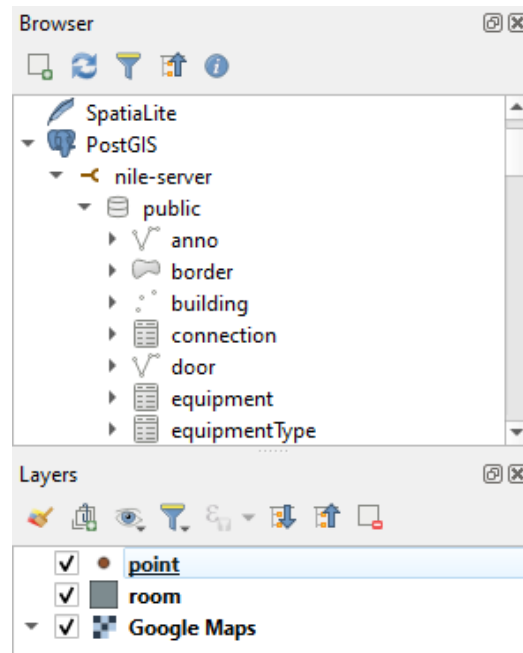 Browser
SpatiaLite
PostGIS
nile-server
public
anno
border
building
connection
door
equipment
equipmentType
Layers
point
room
Google Maps